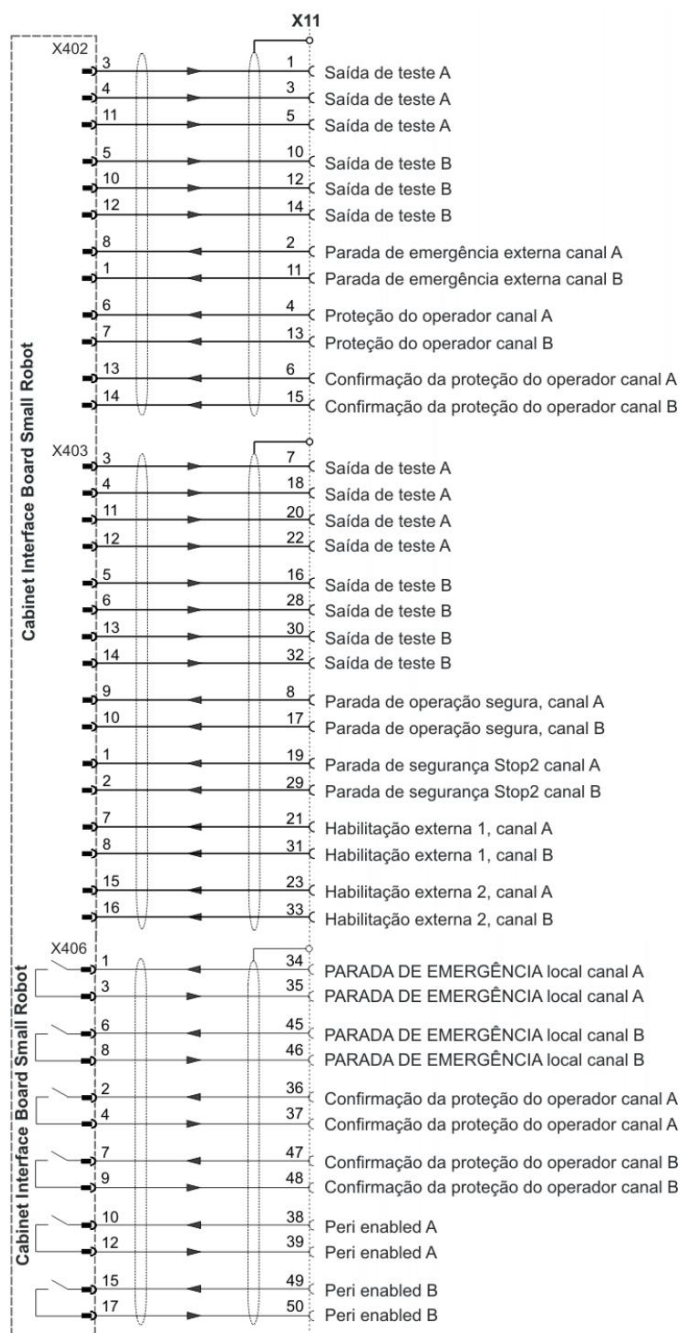 X11
X402
3 1 Saída de teste A
4 3 Saída de teste A
11 5 Saída de teste A
5 10 Saída de teste B
10 12 Saída de teste B
12 14 Saída de teste B
8 2 Parada de emergência externa canal A
1 11 Parada de emergência externa canal B
6 4 Proteção do operador canal A
7 13 Proteção do operador canal B
13 6 Confirmação da proteção do operador canal A
14 15 Confirmação da proteção do operador canal B
Cabinet Interface Board Small Robot
X403
3 7 Saída de teste A
4 18 Saída de teste A
11 20 Saída de teste A
12 22 Saída de teste A
5 16 Saída de teste B
6 28 Saída de teste B
13 30 Saída de teste B
14 32 Saída de teste B
9 8 Parada de operação segura, canal A
10 17 Parada de operação segura, canal B
1 19 Parada de segurança Stop2 canal A
2 29 Parada de segurança Stop2 canal B
7 21 Habilitação externa 1, canal A
8 31 Habilitação externa 1, canal B
15 23 Habilitação externa 2, canal A
16 33 Habilitação externa 2, canal B
X406
1 34 PARADA DE EMERGÊNCIA local canal A
3 35 PARADA DE EMERGÊNCIA local canal A
6 45 PARADA DE EMERGÊNCIA local canal B
8 46 PARADA DE EMERGÊNCIA local canal B
2 36 Confirmação da proteção do operador canal A
4 37 Confirmação da proteção do operador canal A
7 47 Confirmação da proteção do operador canal B
9 48 Confirmação da proteção do operador canal B
10 38 Peri enabled A
12 39 Peri enabled A
15 49 Peri enabled B
17 50 Peri enabled B
Cabinet Interface Board Small Robot